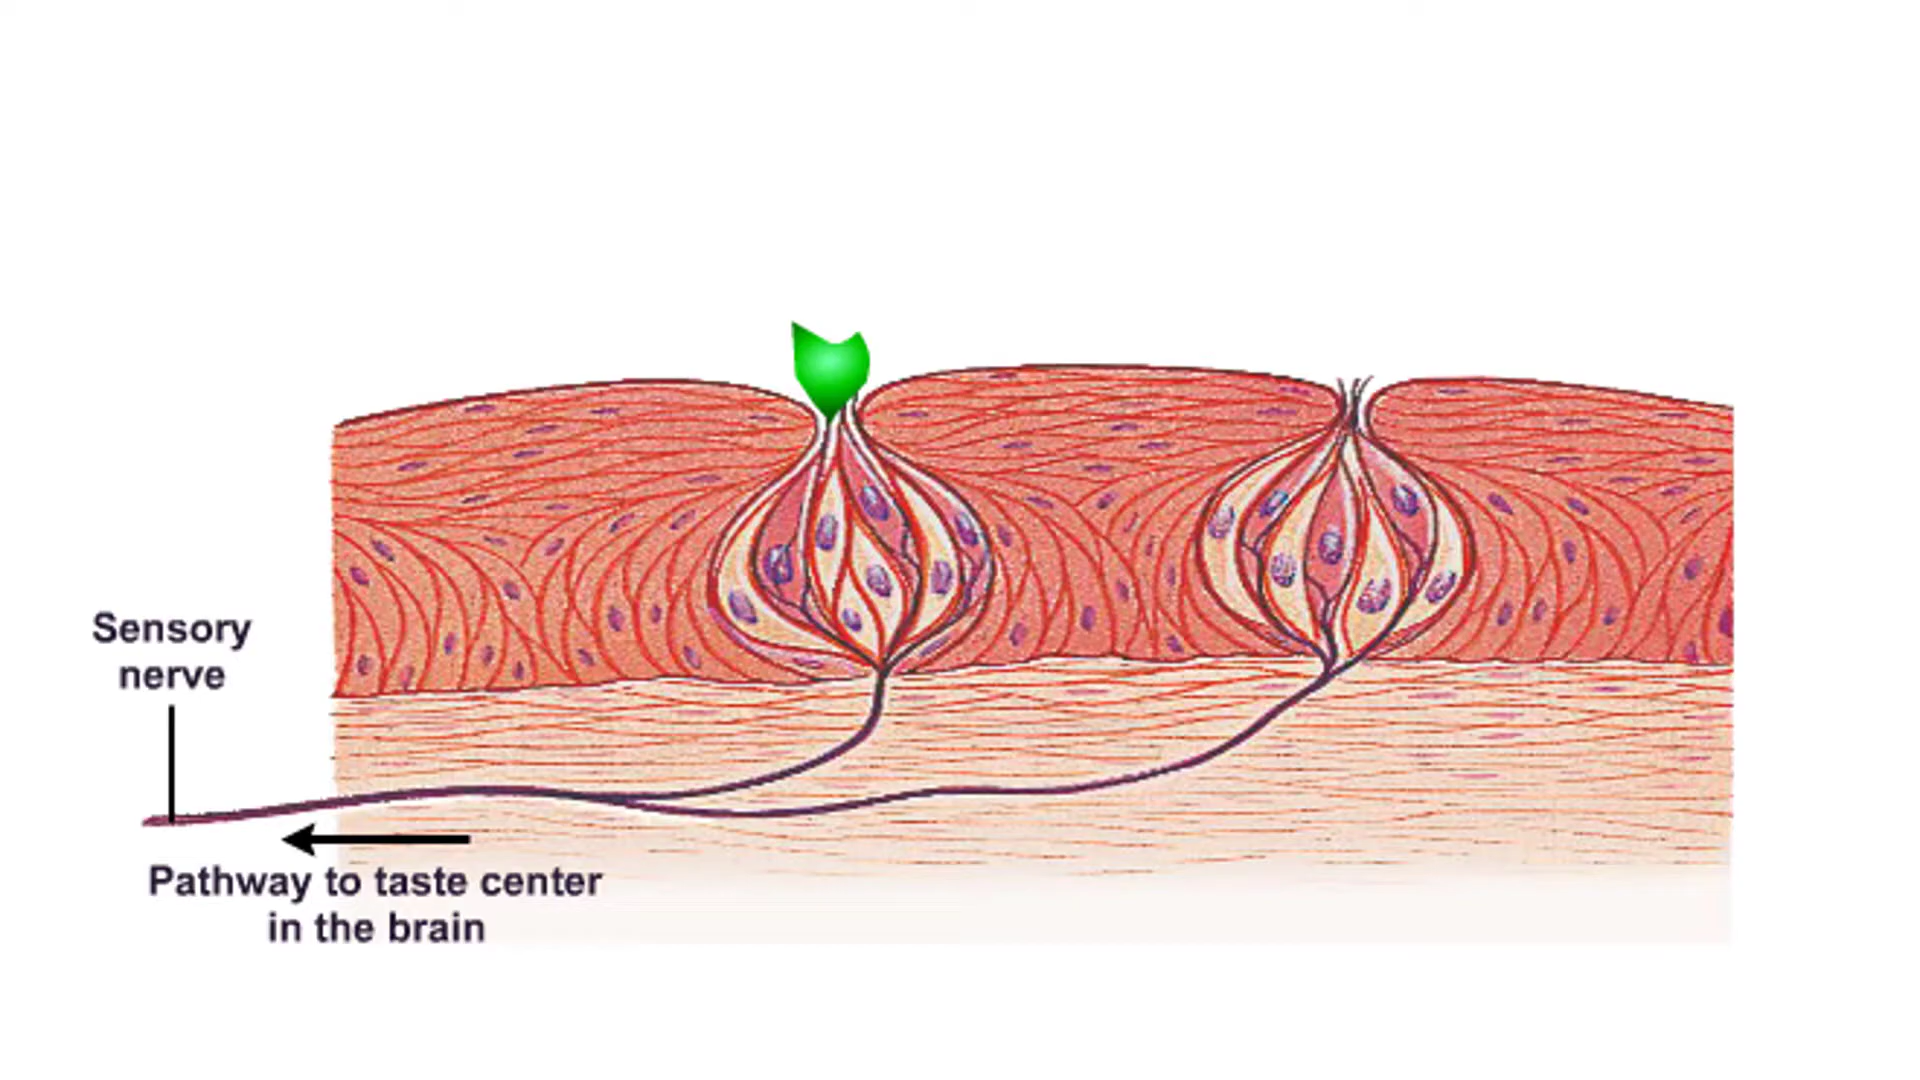 Sensory
nerve
Pathway to taste center
in the brain